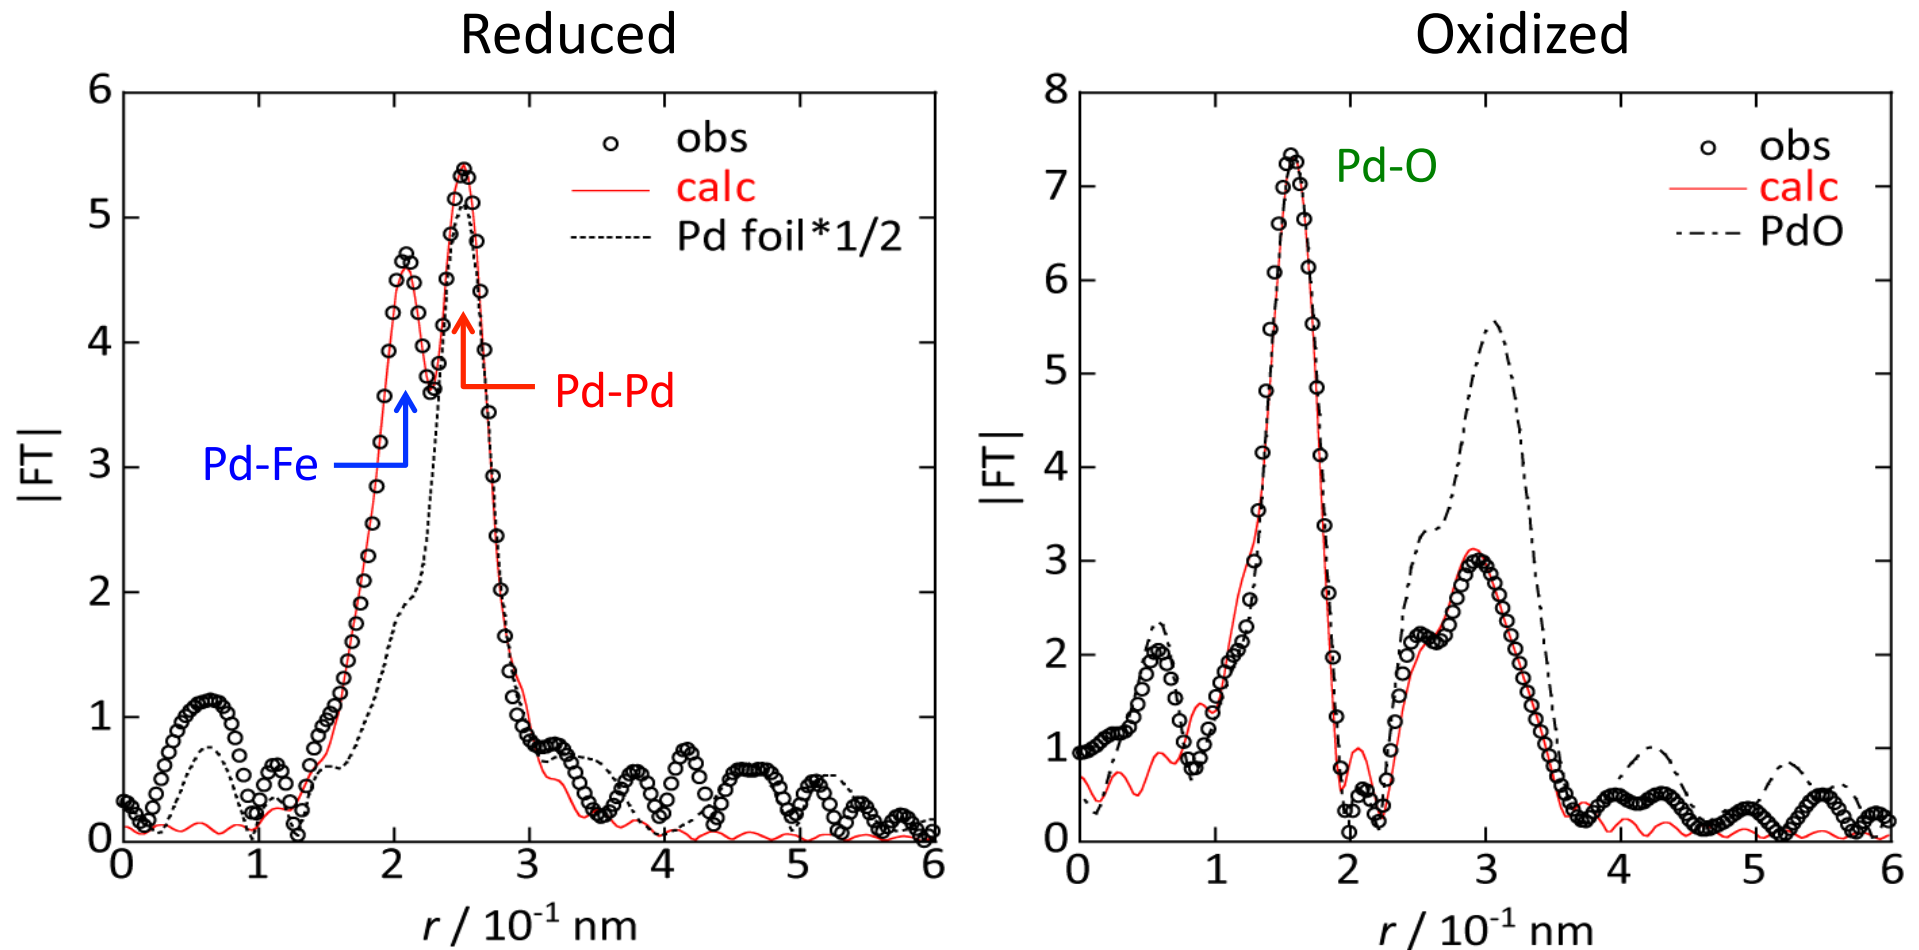 Reduced
6
5
4
3
2
1
0
0 1 2 3 4 5 6
|FT|
r / 10⁻¹ nm
obs
calc
Pd foil*1/2
Pd-Fe
Pd-Pd
Oxidized
8
7
6
5
4
3
2
1
0
0 1 2 3 4 5 6
|FT|
r / 10⁻¹ nm
Pd-O
obs
calc
PdO